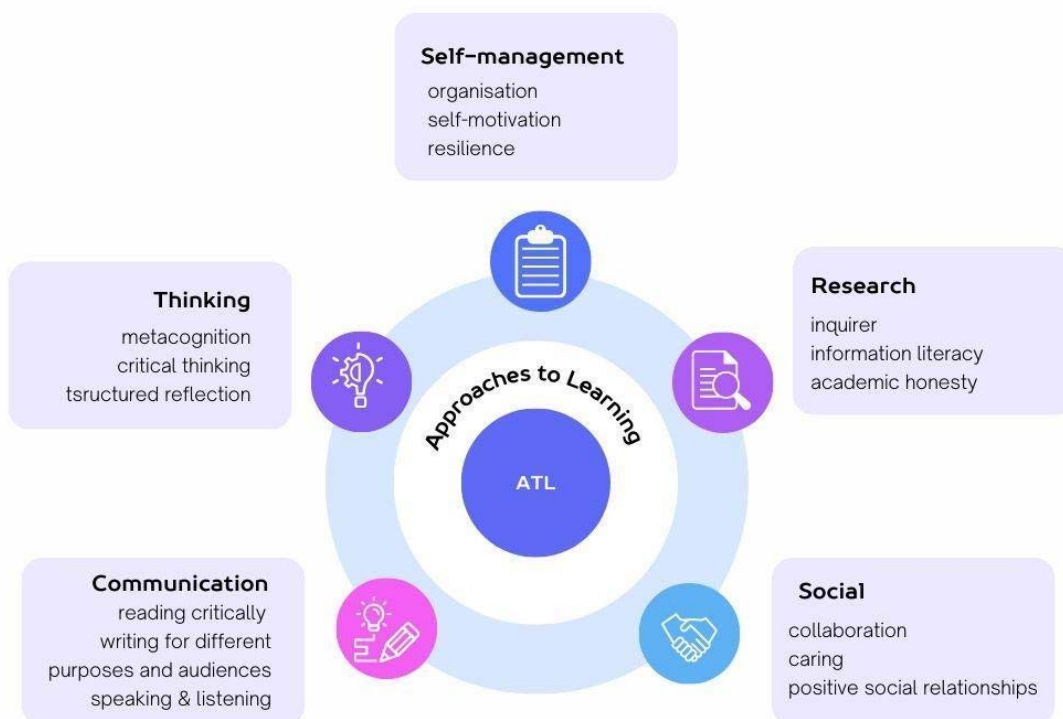 Self-management
organisation
self-motivation
resilience
Thinking
metacognition
critical thinking
tsructured reflection
Research
inquirer
information literacy
academic honesty
Approaches to Learning
ATL
Communication
reading critically
writing for different
purposes and audiences
speaking & listening
Social
collaboration
caring
positive social relationships